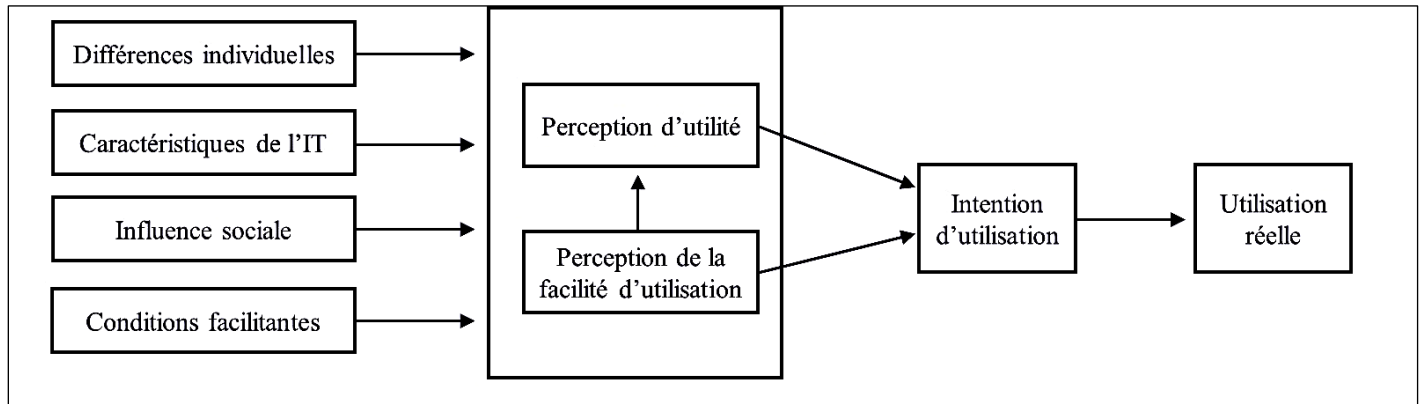 Différences individuelles
Caractéristiques de l’IT
Influence sociale
Conditions facilitantes
Perception d’utilité
Perception de la
facilité d’utilisation
Intention
d’utilisation
Utilisation
réelle